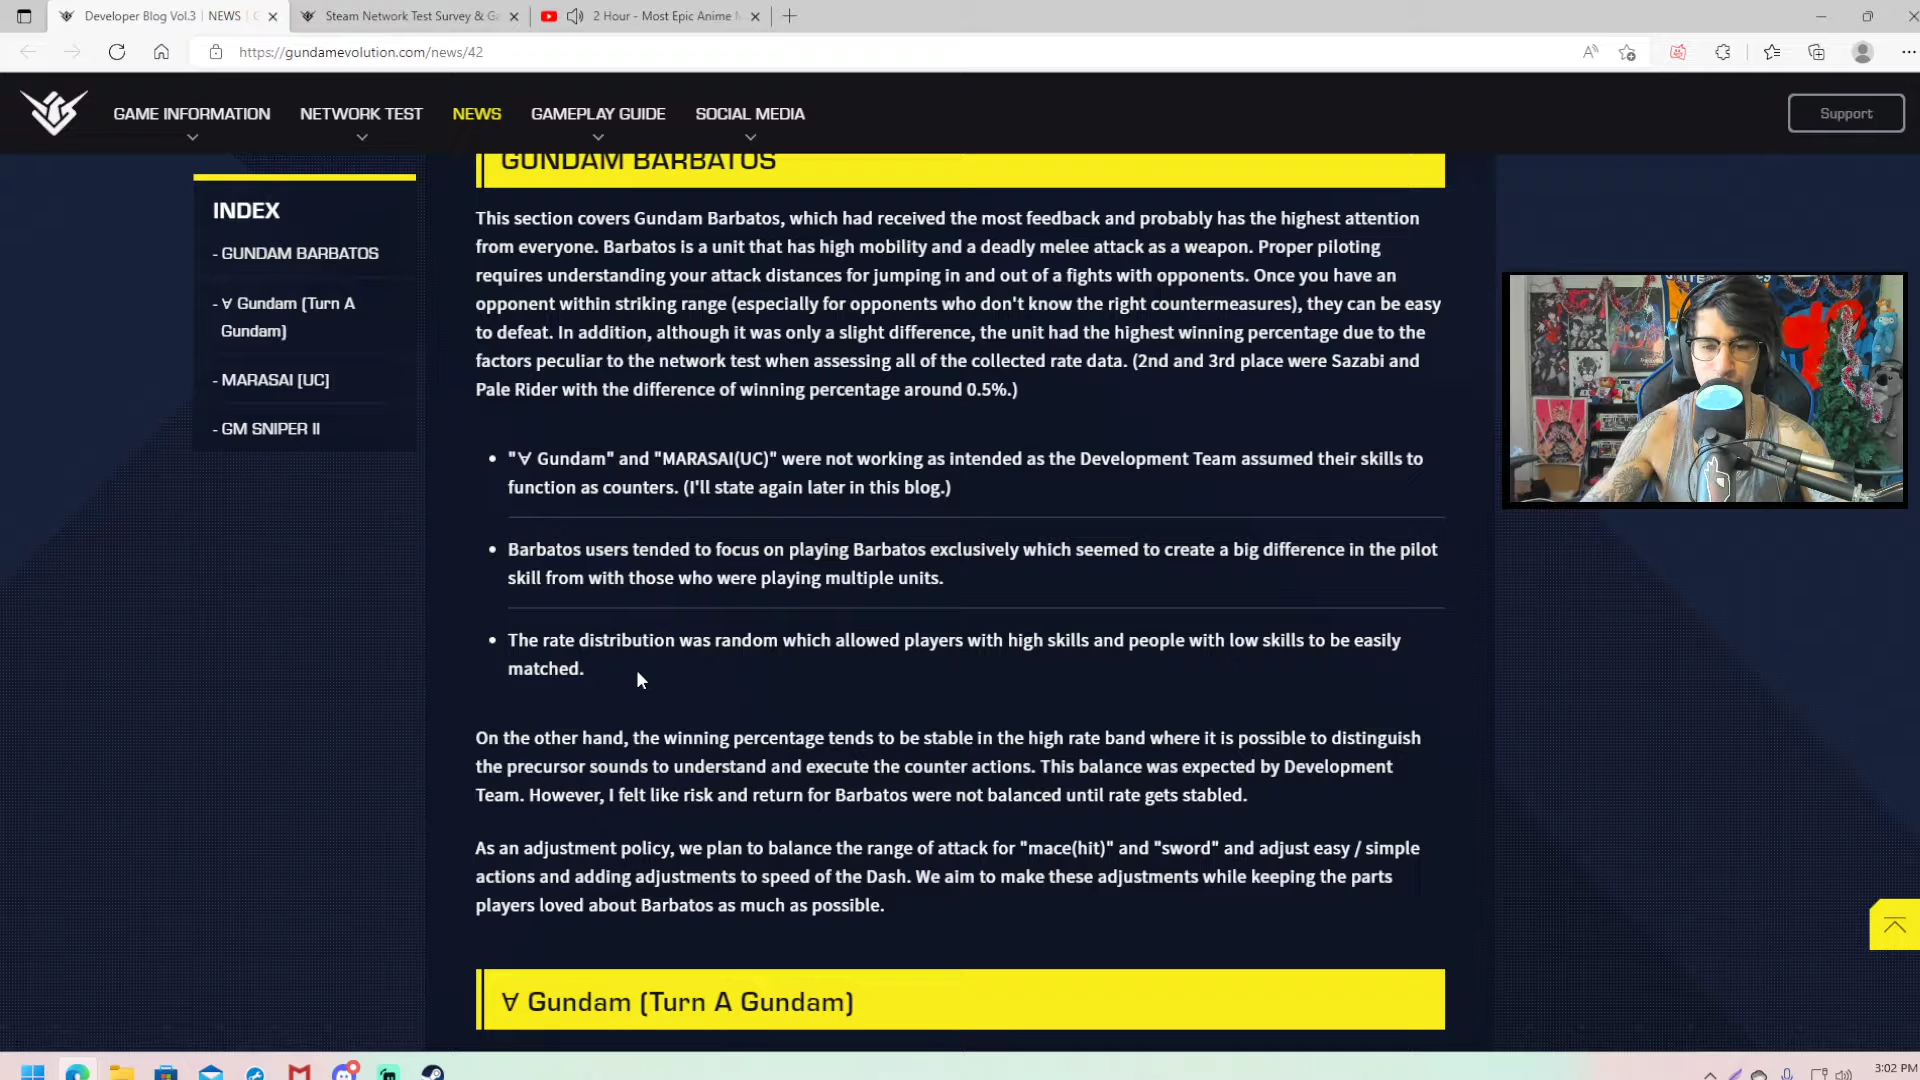 Developer Blog Vol.3 | NEWS | G
Steam Network Test Survey & Ga
2 Hour - Most Epic Anime M
https://gundamevolution.com/news/42
GAME INFORMATION
NETWORK TEST
NEWS
GAMEPLAY GUIDE
SOCIAL MEDIA
Support
GUNDAM BARBATOS
INDEX
- GUNDAM BARBATOS
- ∀ Gundam (Turn A
Gundam)
- MARASAI [UC]
- GM SNIPER II
This section covers Gundam Barbatos, which had received the most feedback and probably has the highest attention
from everyone. Barbatos is a unit that has high mobility and a deadly melee attack as a weapon. Proper piloting
requires understanding your attack distances for jumping in and out of a fights with opponents. Once you have an
opponent within striking range (especially for opponents who don't know the right countermeasures), they can be easy
to defeat. In addition, although it was only a slight difference, the unit had the highest winning percentage due to the
factors peculiar to the network test when assessing all of the collected rate data. (2nd and 3rd place were Sazabi and
Pale Rider with the difference of winning percentage around 0.5%.)
• "∀ Gundam" and "MARASAI(UC)" were not working as intended as the Development Team assumed their skills to
function as counters. (I'll state again later in this blog.)
• Barbatos users tended to focus on playing Barbatos exclusively which seemed to create a big difference in the pilot
skill from with those who were playing multiple units.
• The rate distribution was random which allowed players with high skills and people with low skills to be easily
matched.
On the other hand, the winning percentage tends to be stable in the high rate band where it is possible to distinguish
the precursor sounds to understand and execute the counter actions. This balance was expected by Development
Team. However, I felt like risk and return for Barbatos were not balanced until rate gets stabled.
As an adjustment policy, we plan to balance the range of attack for "mace(hit)" and "sword" and adjust easy / simple
actions and adding adjustments to speed of the Dash. We aim to make these adjustments while keeping the parts
players loved about Barbatos as much as possible.
∀ Gundam (Turn A Gundam)
3:02 PM